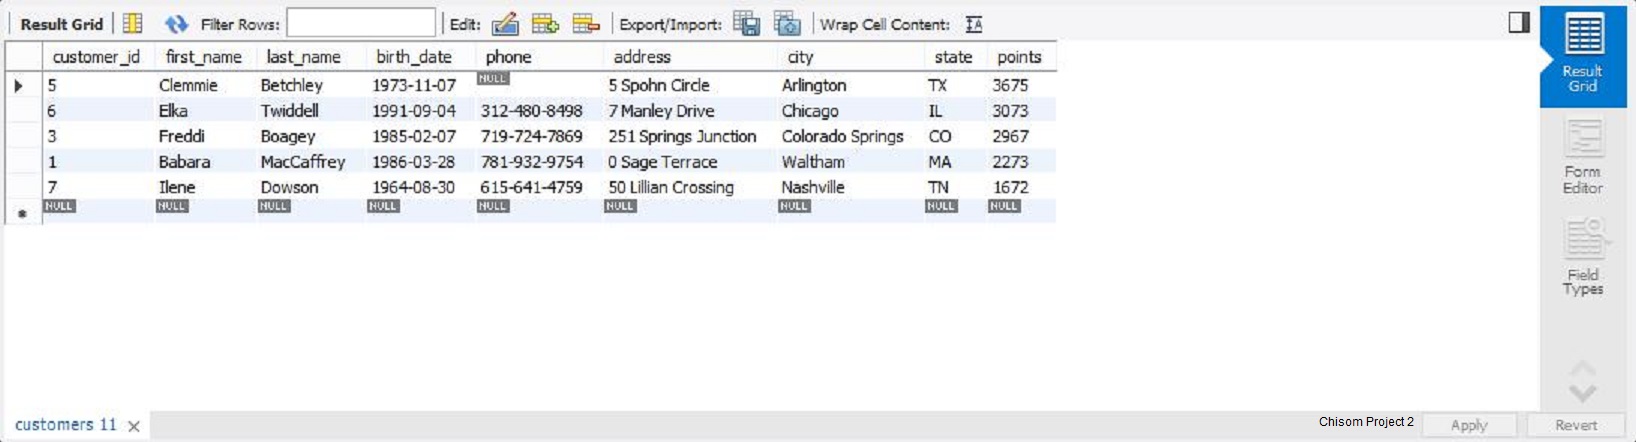 Result Grid Filter Rows: Edit: Export/Import: Wrap Cell Content: IA
customer_id first_name last_name birth_date phone address city state points
5 Clemmie Betchley 1973-11-07 NULL 5 Spohn Circle Arlington TX 3675
6 Elka Twiddell 1991-09-04 312-480-8498 7 Manley Drive Chicago IL 3073
3 Freddi Boagey 1985-02-07 719-724-7869 251 Springs Junction Colorado Springs CO 2967
1 Babara MacCaffrey 1986-03-28 781-932-9754 0 Sage Terrace Waltham MA 2273
7 Ilene Dowson 1964-08-30 615-641-4759 50 Lillian Crossing Nashville TN 1672
NULL NULL NULL NULL NULL NULL NULL NULL NULL
Result
Grid
Form
Editor
Field
Types
customers 11 Chisom Project 2 Apply Revert